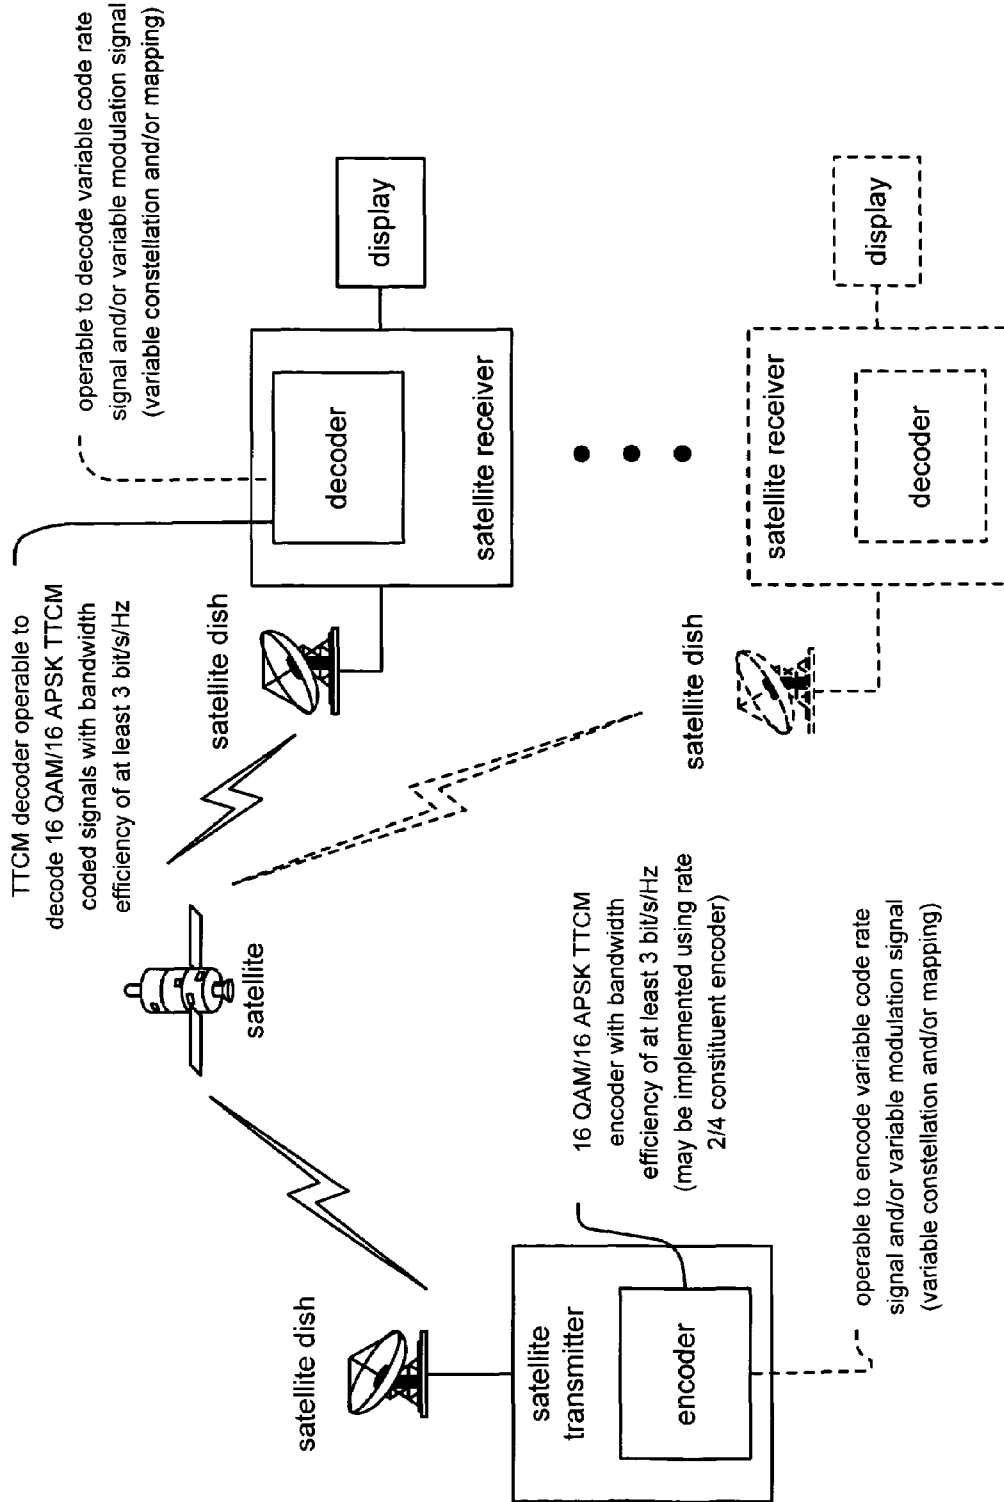 TTCM decoder operable to
decode 16 QAM/16 APSK TTCM
coded signals with bandwidth
efficiency of at least 3 bit/s/Hz
operable to decode variable code rate
signal and/or variable modulation signal
(variable constellation and/or mapping)
satellite
satellite dish
decoder
satellite receiver
display
satellite dish
satellite
transmitter
encoder
16 QAM/16 APSK TTCM
encoder with bandwidth
efficiency of at least 3 bit/s/Hz
(may be implemented using rate
2/4 constituent encoder)
operable to encode variable code rate
signal and/or variable modulation signal
(variable constellation and/or mapping)
satellite dish
satellite receiver
decoder
display